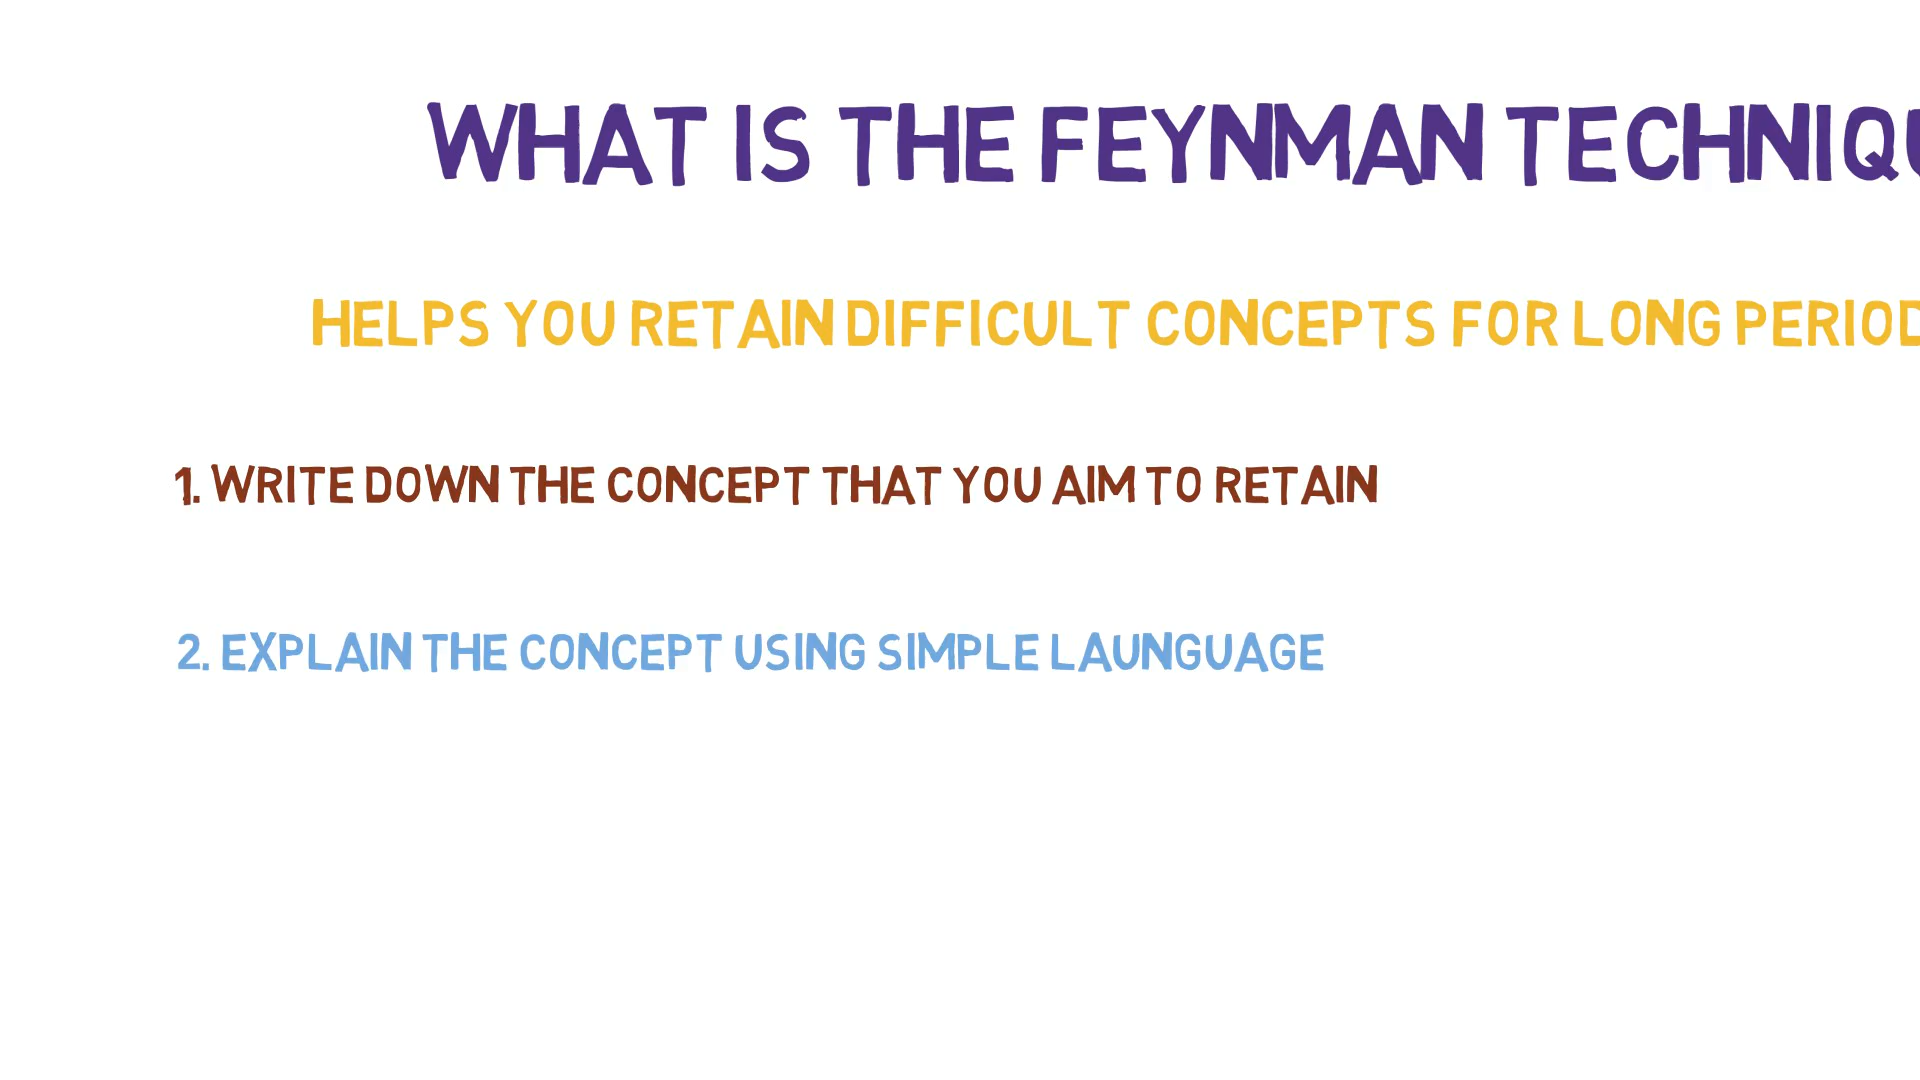 WHAT IS THE FEYNMAN TECHNIQU
HELPS YOU RETAIN DIFFICULT CONCEPTS FOR LONG PERIOD
1. WRITE DOWN THE CONCEPT THAT YOU AIM TO RETAIN
2. EXPLAIN THE CONCEPT USING SIMPLE LAUNGUAGE